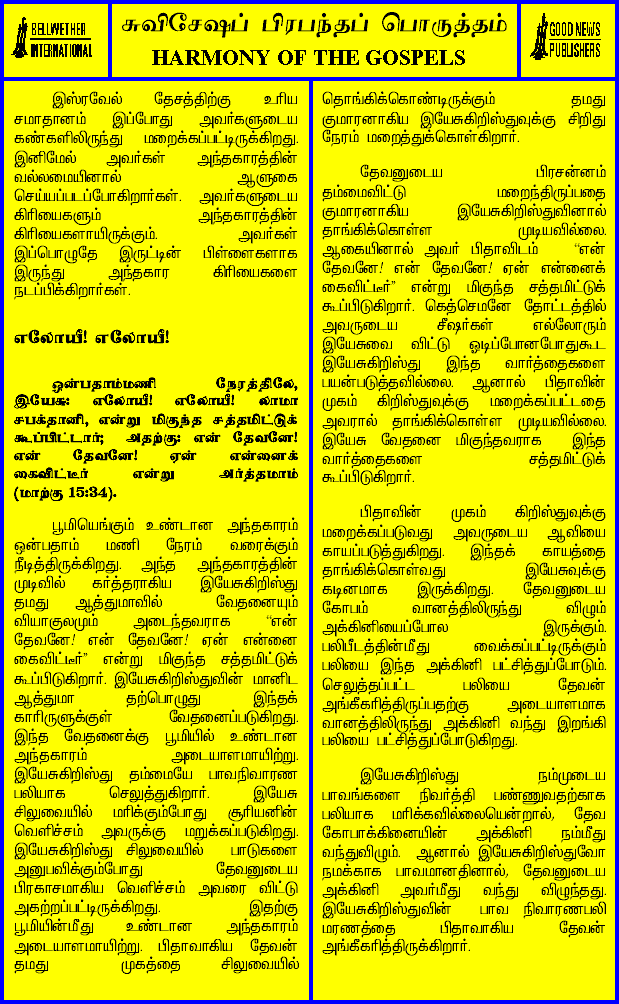 BELLWETHER
INTERNATIONAL
சுவிசேஷப் பிரபந்தப் பொருத்தம்
HARMONY OF THE GOSPELS
GOOD NEWS
PUBLISHERS
இஸ்ரவேல் தேசத்திற்கு உரிய
சமாதானம் இப்போது அவர்களுடைய
கண்களிலிருந்து மறைக்கப்பட்டிருக்கிறது.
இனிமேல் அவர்கள் அந்தகாரத்தின்
வல்லமையினால் ஆளுகை
செய்யப்படப்போகிறார்கள். அவர்களுடைய
கிரியைகளும் அந்தகாரத்தின்
கிரியைகளாயிருக்கும். அவர்கள்
இப்பொழுதே இருட்டின் பிள்ளைகளாக
இருந்து அந்தகார கிரியைகளை
நடப்பிக்கிறார்கள்.
எலோயீ! எலோயீ!
ஒன்பதாம்மணி நேரத்திலே,
இயேசு: எலோயீ! எலோயீ! லாமா
சபக்தானி, என்று மிகுந்த சத்தமிட்டுக்
கூப்பிட்டார்; அதற்கு: என் தேவனே!
என் தேவனே! ஏன் என்னைக்
கைவிட்டீர் என்று அர்த்தமாம்
(மாற்கு 15:34).
பூமியெங்கும் உண்டான அந்தகாரம்
ஒன்பதாம் மணி நேரம் வரைக்கும்
நீடித்திருக்கிறது. அந்த அந்தகாரத்தின்
முடிவில் கர்த்தராகிய இயேசுகிறிஸ்து
தமது ஆத்துமாவில் வேதனையும்
வியாகுலமும் அடைந்தவராக "என்
தேவனே! என் தேவனே! ஏன் என்னை
கைவிட்டீர்" என்று மிகுந்த சத்தமிட்டுக்
கூப்பிடுகிறார். இயேசுகிறிஸ்துவின் மானிட
ஆத்துமா தற்பொழுது இந்தக்
காரிருளுக்குள் வேதனைப்படுகிறது.
இந்த வேதனைக்கு பூமியில் உண்டான
அந்தகாரம் அடையாளமாயிற்று.
இயேசுகிறிஸ்து தம்மையே பாவநிவாரண
பலியாக செலுத்துகிறார். இயேசு
சிலுவையில் மரிக்கும்போது சூரியனின்
வெளிச்சம் அவருக்கு மறுக்கப்படுகிறது.
இயேசுகிறிஸ்து சிலுவையில் பாடுகளை
அனுபவிக்கும்போது தேவனுடைய
பிரகாசமாகிய வெளிச்சம் அவரை விட்டு
அகற்றப்பட்டிருக்கிறது. இதற்கு
பூமியின்மீது உண்டான அந்தகாரம்
அடையாளமாயிற்று. பிதாவாகிய தேவன்
தமது முகத்தை சிலுவையில்
தொங்கிக்கொண்டிருக்கும் தமது
குமாரனாகிய இயேசுகிறிஸ்துவுக்கு சிறிது
நேரம் மறைத்துக்கொள்கிறார்.
தேவனுடைய பிரசன்னம்
தம்மைவிட்டு மறைந்திருப்பதை
குமாரனாகிய இயேசுகிறிஸ்துவினால்
தாங்கிக்கொள்ள முடியவில்லை.
ஆகையினால் அவர் பிதாவிடம் "என்
தேவனே! என் தேவனே! ஏன் என்னைக்
கைவிட்டீர்" என்று மிகுந்த சத்தமிட்டுக்
கூப்பிடுகிறார். கெத்செமனே தோட்டத்தில்
அவருடைய சீஷர்கள் எல்லோரும்
இயேசுவை விட்டு ஓடிப்போனபோதுகூட
இயேசுகிறிஸ்து இந்த வார்த்தைகளை
பயன்படுத்தவில்லை. ஆனால் பிதாவின்
முகம் கிறிஸ்துவுக்கு மறைக்கப்பட்டதை
அவரால் தாங்கிக்கொள்ள முடியவில்லை.
இயேசு வேதனை மிகுந்தவராக இந்த
வார்த்தைகளை சத்தமிட்டுக்
கூப்பிடுகிறார்.
பிதாவின் முகம் கிறிஸ்துவுக்கு
மறைக்கப்படுவது அவருடைய ஆவியை
காயப்படுத்துகிறது. இந்தக் காயத்தை
தாங்கிக்கொள்வது இயேசுவுக்கு
கடினமாக இருக்கிறது. தேவனுடைய
கோபம் வானத்திலிருந்து விழும்
அக்கினியைப்போல இருக்கும்.
பலிபீடத்தின்மீது வைக்கப்பட்டிருக்கும்
பலியை இந்த அக்கினி பட்சித்துப்போடும்.
செலுத்தப்பட்ட பலியை தேவன்
அங்கீகரித்திருப்பதற்கு அடையாளமாக
வானத்திலிருந்து அக்கினி வந்து இறங்கி
பலியை பட்சித்துப்போடுகிறது.
இயேசுகிறிஸ்து நம்முடைய
பாவங்களை நிவர்த்தி பண்ணுவதற்காக
பலியாக மரிக்கவில்லையென்றால், தேவ
கோபாக்கினையின் அக்கினி நம்மீது
வந்துவிழும். ஆனால் இயேசுகிறிஸ்துவோ
நமக்காக பாவமானதினால், தேவனுடைய
அக்கினி அவர்மீது வந்து விழுந்தது.
இயேசுகிறிஸ்துவின் பாவ நிவாரணபலி
மரணத்தை பிதாவாகிய தேவன்
அங்கீகரித்திருக்கிறார்.